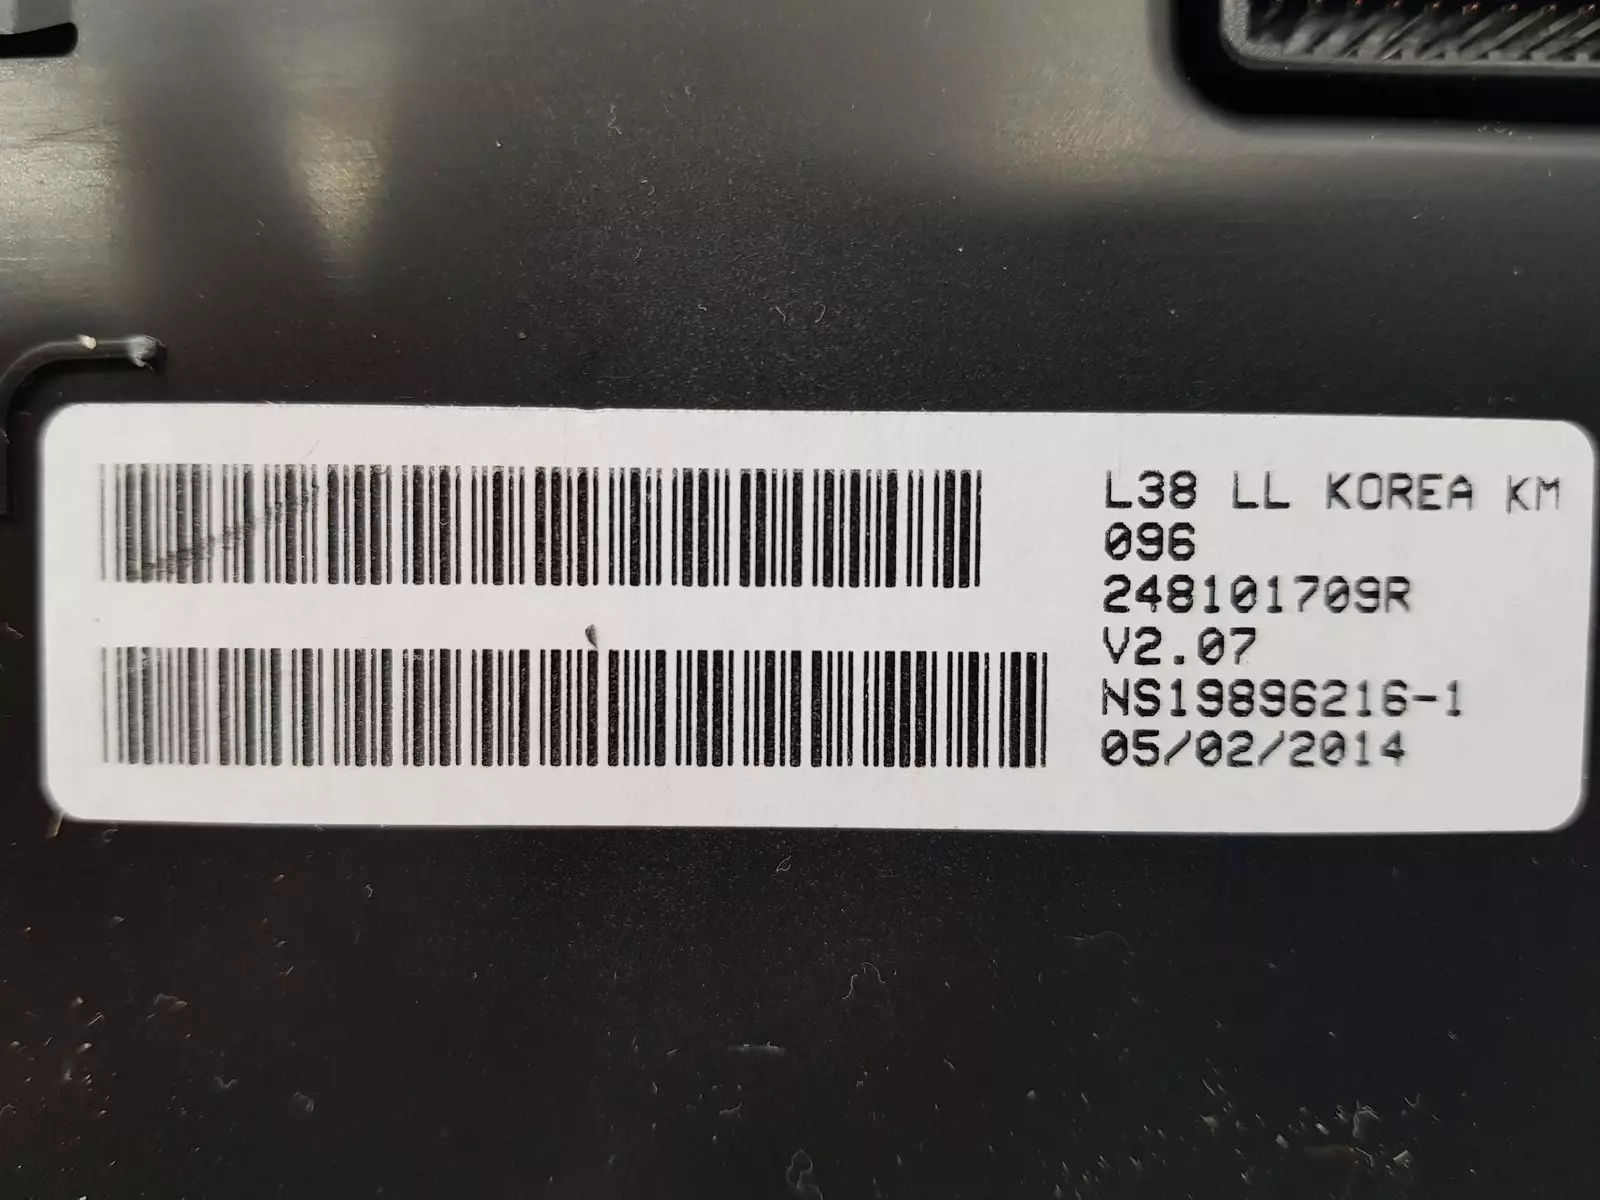 L38 LL KOREA KM
096
248101709R
V2.07
NS19896216-1
05/02/2014